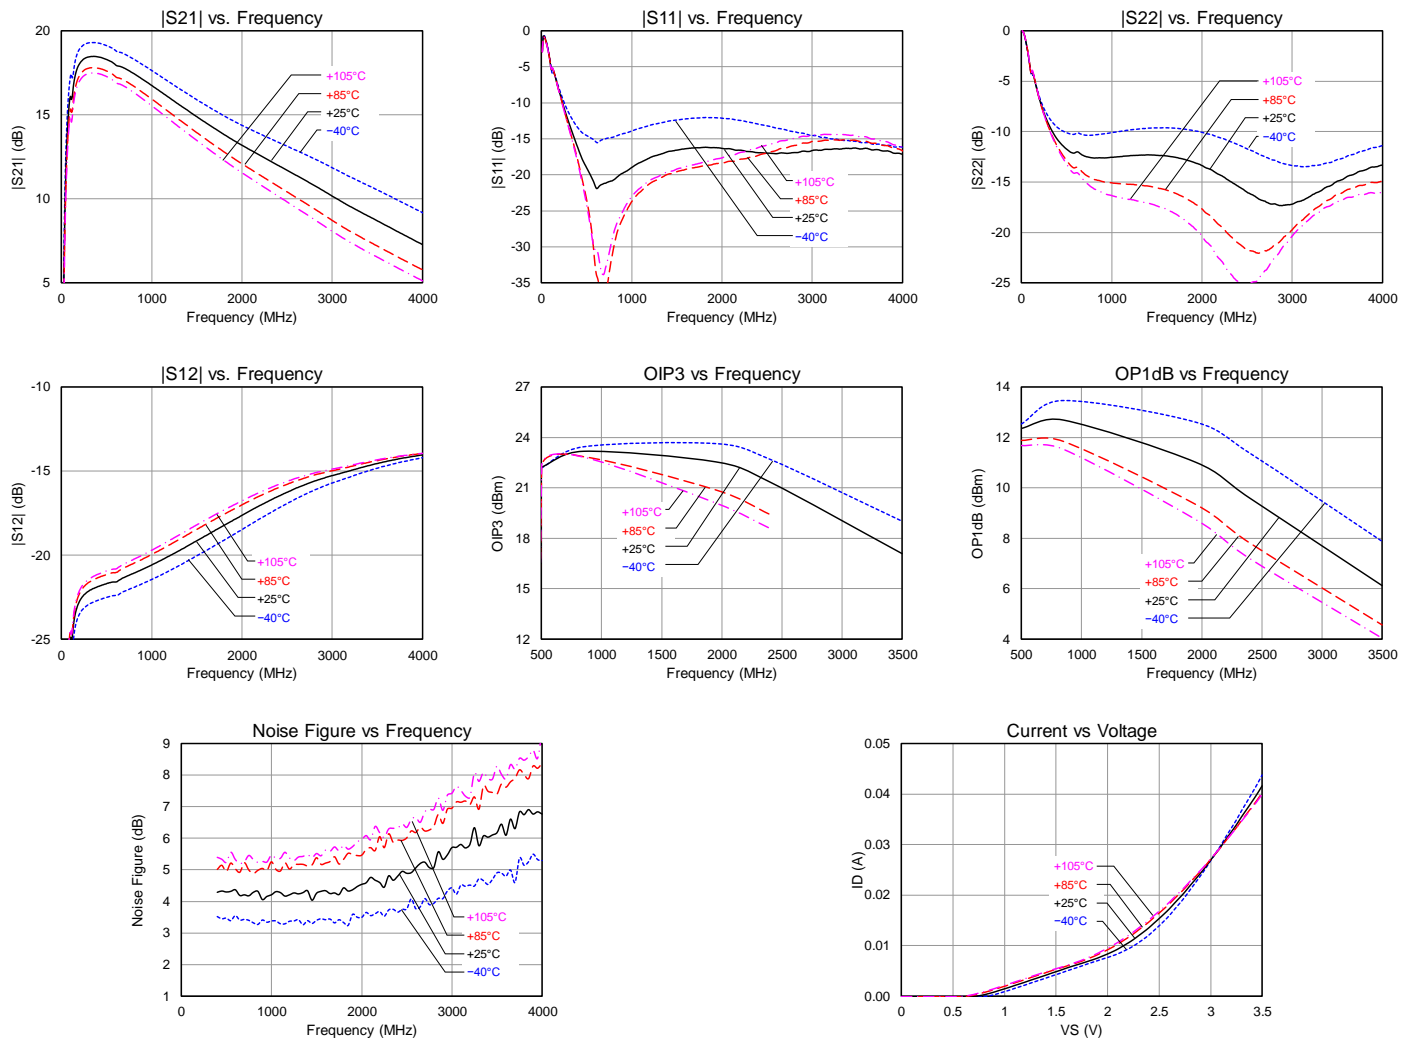 |S21| vs. Frequency
|S21| (dB)
20
15
10
5
+105°C
+85°C
+25°C
−40°C
0 1000 2000 3000 4000
Frequency (MHz)
|S11| vs. Frequency
|S11| (dB)
0
-5
-10
-15
-20
-25
-30
-35
+105°C
+85°C
+25°C
−40°C
0 1000 2000 3000 4000
Frequency (MHz)
|S22| vs. Frequency
|S22| (dB)
0
-5
-10
-15
-20
-25
+105°C
+85°C
+25°C
−40°C
0 1000 2000 3000 4000
Frequency (MHz)
|S12| vs. Frequency
|S12| (dB)
-10
-15
-20
-25
+105°C
+85°C
+25°C
−40°C
0 1000 2000 3000 4000
Frequency (MHz)
OIP3 vs Frequency
OIP3 (dBm)
27
24
21
18
15
12
+105°C
+85°C
+25°C
−40°C
500 1000 1500 2000 2500 3000 3500
Frequency (MHz)
OP1dB vs Frequency
OP1dB (dBm)
14
12
10
8
6
4
+105°C
+85°C
+25°C
−40°C
500 1000 1500 2000 2500 3000 3500
Frequency (MHz)
Noise Figure vs Frequency
Noise Figure (dB)
9
8
7
6
5
4
3
2
1
+105°C
+85°C
+25°C
−40°C
0 1000 2000 3000 4000
Frequency (MHz)
Current vs Voltage
ID (A)
0.05
0.04
0.03
0.02
0.01
0.00
+105°C
+85°C
+25°C
−40°C
0 0.5 1 1.5 2 2.5 3 3.5
VS (V)